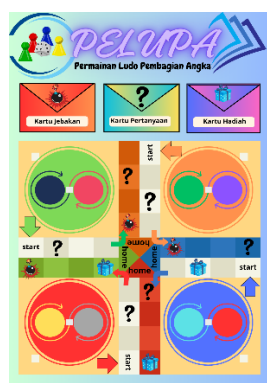 PELUPA
Permainan Ludo Pembagian Angka
?
Kartu Jebakan
Kartu Pertanyaan
Kartu Hadiah
start
?
?
start
?
home
home
home
home
?
start
?
?
start